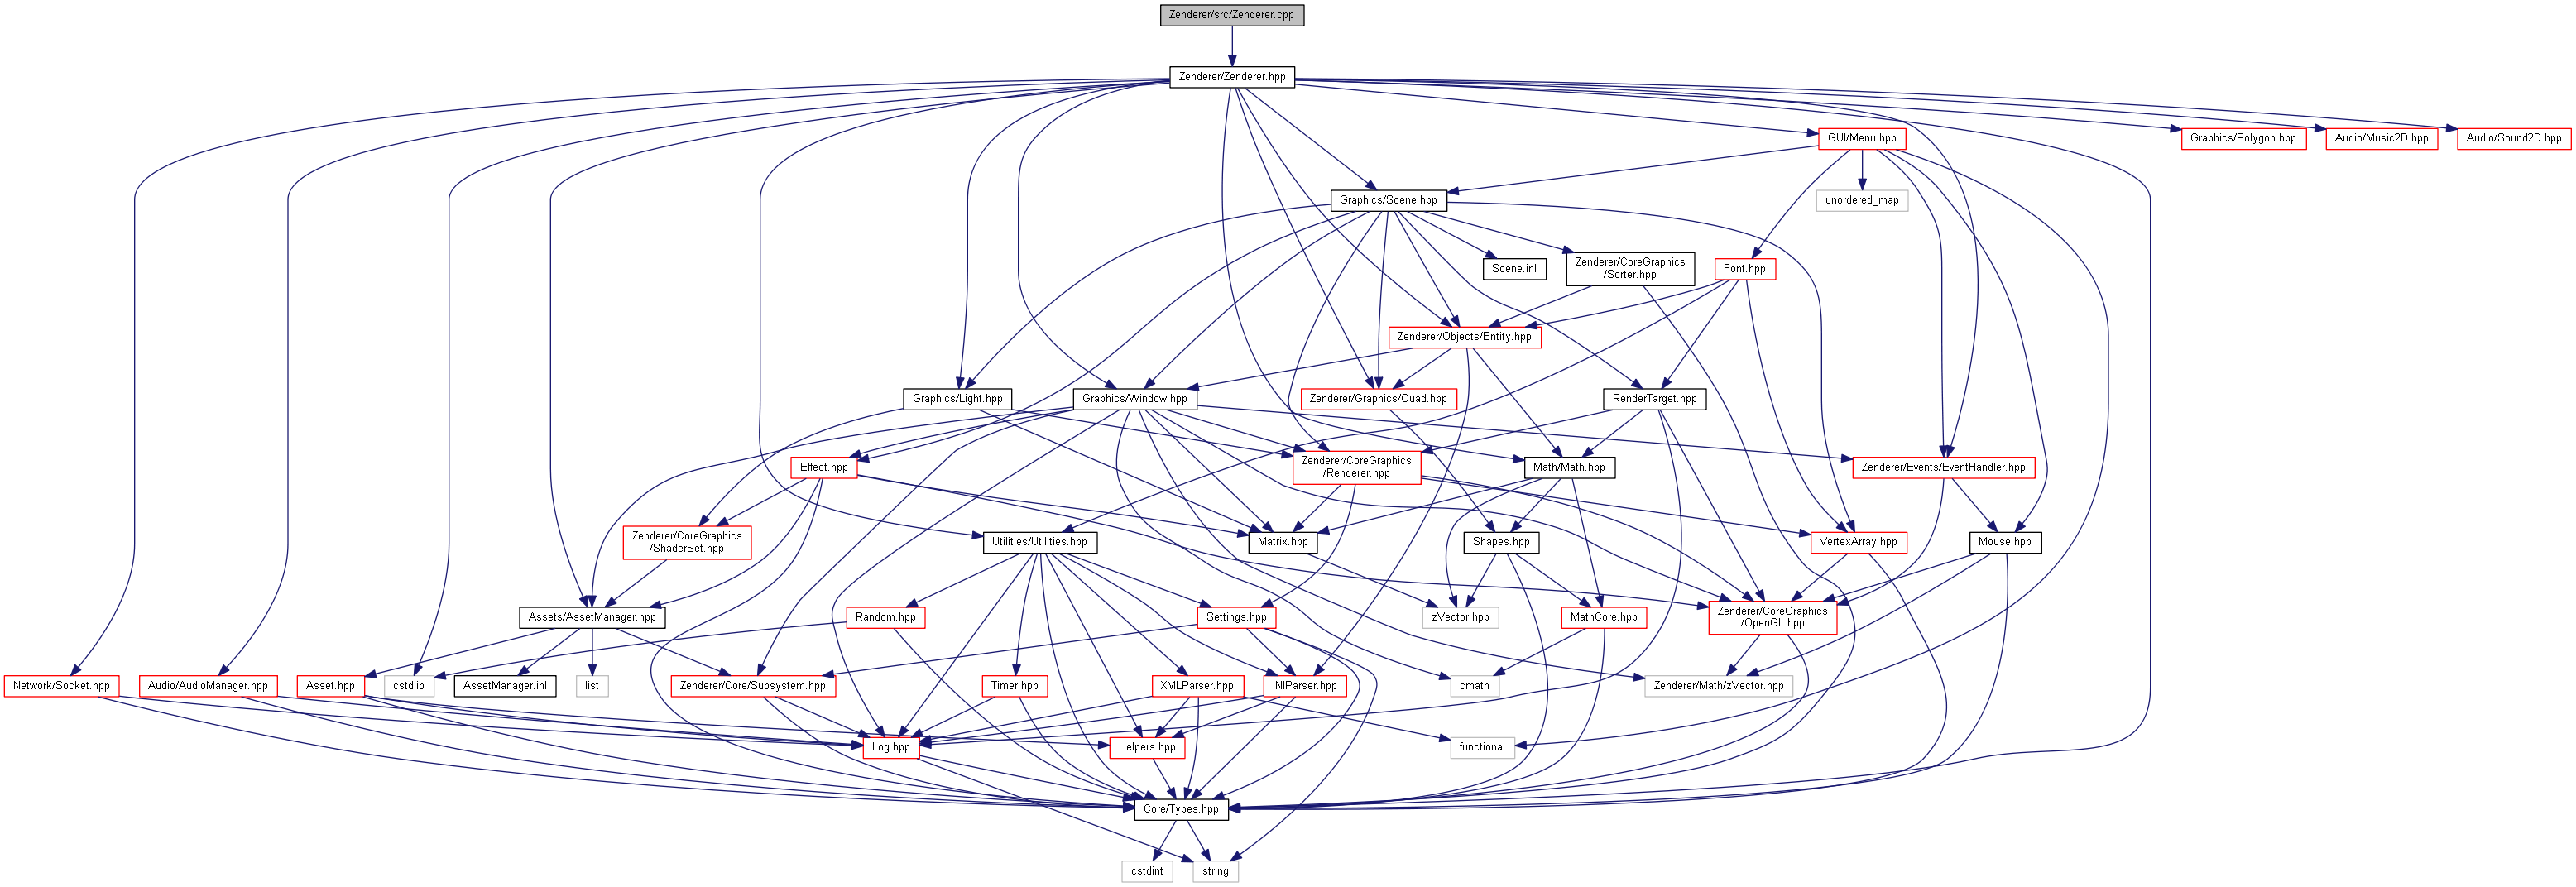 Zenderer/src/Zenderer.cpp
Zenderer/Zenderer.hpp
GUI/Menu.hpp
Graphics/Polygon.hpp
Audio/Music2D.hpp
Audio/Sound2D.hpp
Graphics/Scene.hpp
unordered_map
Scene.inl
Zenderer/CoreGraphics
/Sorter.hpp
Font.hpp
Zenderer/Objects/Entity.hpp
Graphics/Light.hpp
Graphics/Window.hpp
Zenderer/Graphics/Quad.hpp
RenderTarget.hpp
Effect.hpp
Zenderer/CoreGraphics
/Renderer.hpp
Math/Math.hpp
Zenderer/Events/EventHandler.hpp
Zenderer/CoreGraphics
/ShaderSet.hpp
Utilities/Utilities.hpp
Matrix.hpp
Shapes.hpp
VertexArray.hpp
Mouse.hpp
Assets/AssetManager.hpp
Random.hpp
Settings.hpp
zVector.hpp
MathCore.hpp
Zenderer/CoreGraphics
/OpenGL.hpp
Network/Socket.hpp
Audio/AudioManager.hpp
Asset.hpp
cstdlib
AssetManager.inl
list
Zenderer/Core/Subsystem.hpp
Timer.hpp
XMLParser.hpp
INIParser.hpp
cmath
Zenderer/Math/zVector.hpp
Log.hpp
Helpers.hpp
functional
Core/Types.hpp
cstdint
string